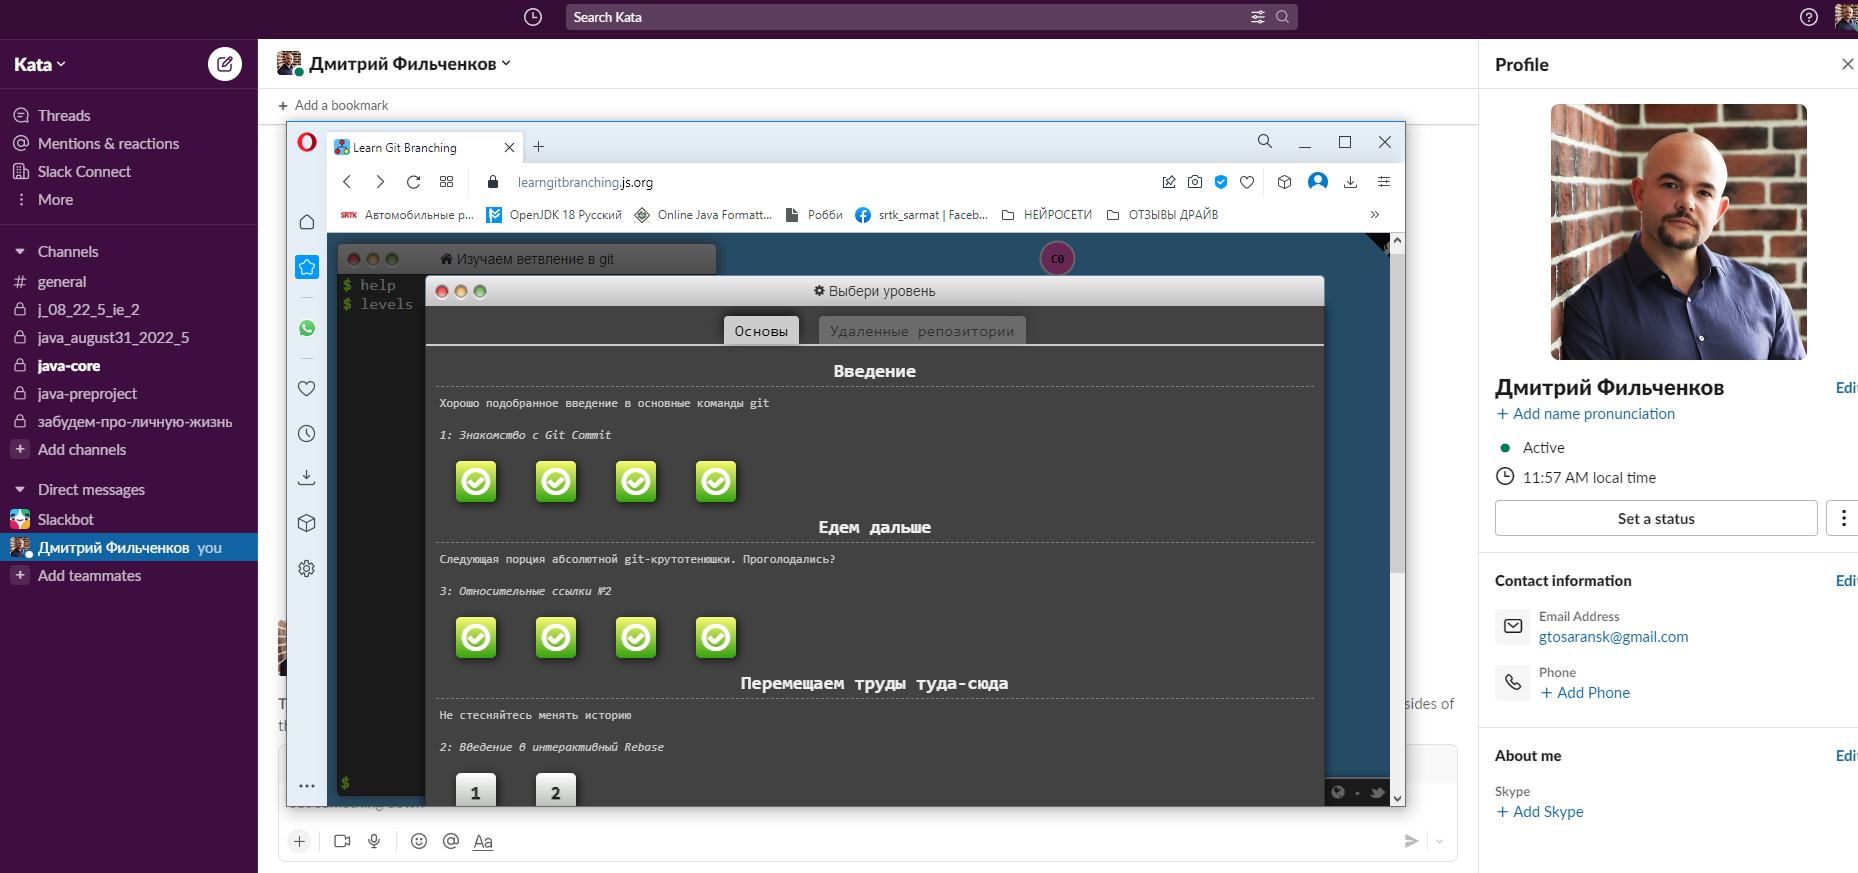 Search Kata
Kata
Threads
Mentions & reactions
Slack Connect
More
Channels
general
j_08_22_5_ie_2
java_august31_2022_5
java-core
java-preproject
забудем-про-личную-жизнь
Add channels
Direct messages
Slackbot
Дмитрий Фильченков you
Add teammates
Дмитрий Фильченков
+ Add a bookmark
Learn Git Branching
learngitbranching.js.org
SRTK Автомобильные р...
OpenJDK 18 Русский
Online Java Formatt...
Робби
srtk_sarmat | Faceb...
НЕЙРОСЕТИ
ОТЗЫВЫ ДРАЙВ
»
Изучаем ветвление в git
$ help
$ levels
$
C0
Выбери уровень
Основы
Удаленные репозитории
Введение
Хорошо подобранное введение в основные команды git
1: Знакомство с Git Commit
Едем дальше
Следующая порция абсолютной git-крутотенюшки. Проголодались?
3: Относительные ссылки №2
Перемещаем труды туда-сюда
Не стесняйтесь менять историю
2: Введение в интерактивный Rebase
1 2
sides of
Aa
Profile
Дмитрий Фильченков
Edi
+ Add name pronunciation
Active
11:57 AM local time
Set a status
Contact information
Edi
Email Address
gtosaransk@gmail.com
Phone
+ Add Phone
About me
Edi
Skype
+ Add Skype